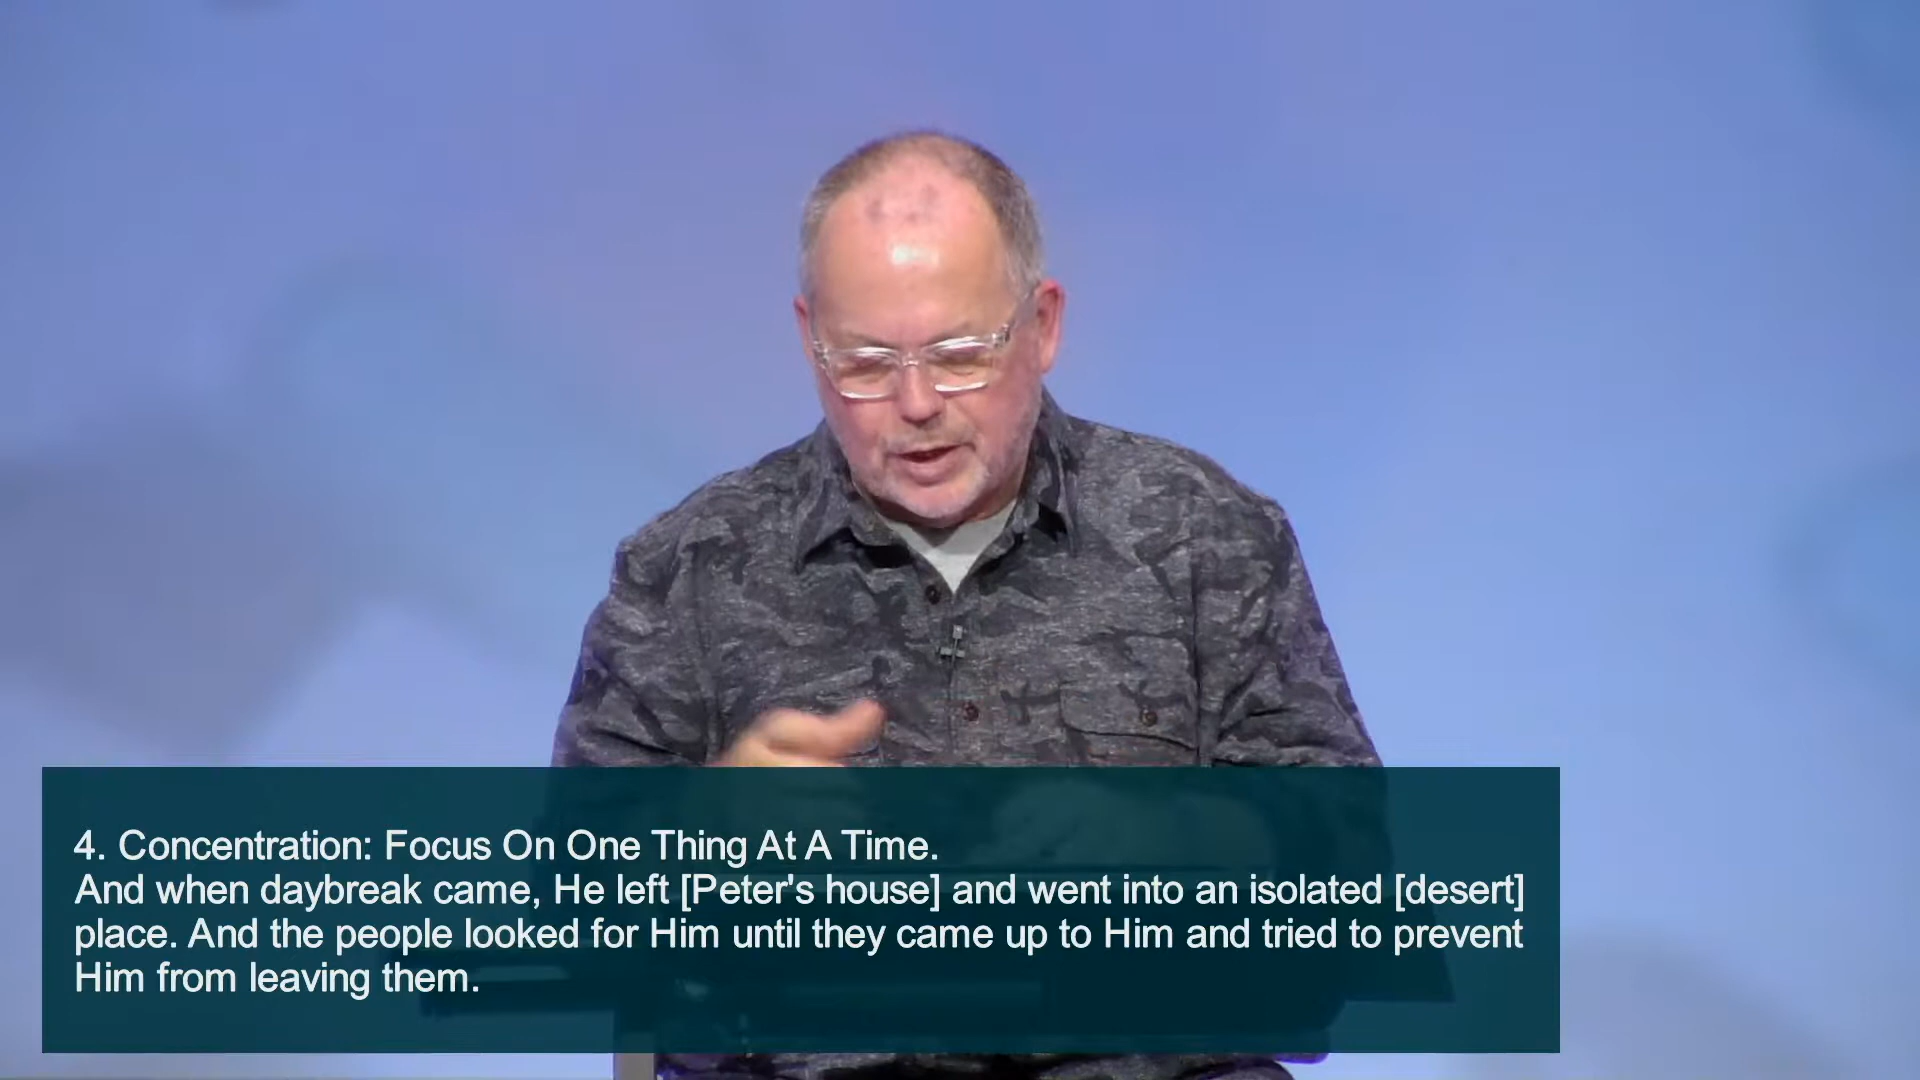 4. Concentration: Focus On One Thing At A Time.
And when daybreak came, He left [Peter's house] and went into an isolated [desert]
place. And the people looked for Him until they came up to Him and tried to prevent
Him from leaving them.